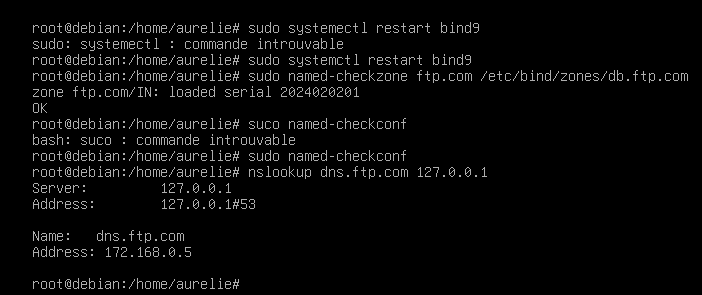 root@debian:/home/aurelie# sudo systemectl restart bind9
sudo: systemectl : commande introuvable
root@debian:/home/aurelie# sudo systemctl restart bind9
root@debian:/home/aurelie# sudo named-checkzone ftp.com /etc/bind/zones/db.ftp.com
zone ftp.com/IN: loaded serial 2024020201
OK
root@debian:/home/aurelie# suco named-checkconf
bash: suco : commande introuvable
root@debian:/home/aurelie# sudo named-checkconf
root@debian:/home/aurelie# nslookup dns.ftp.com 127.0.0.1
Server:         127.0.0.1
Address:        127.0.0.1#53

Name:   dns.ftp.com
Address: 172.168.0.5

root@debian:/home/aurelie#